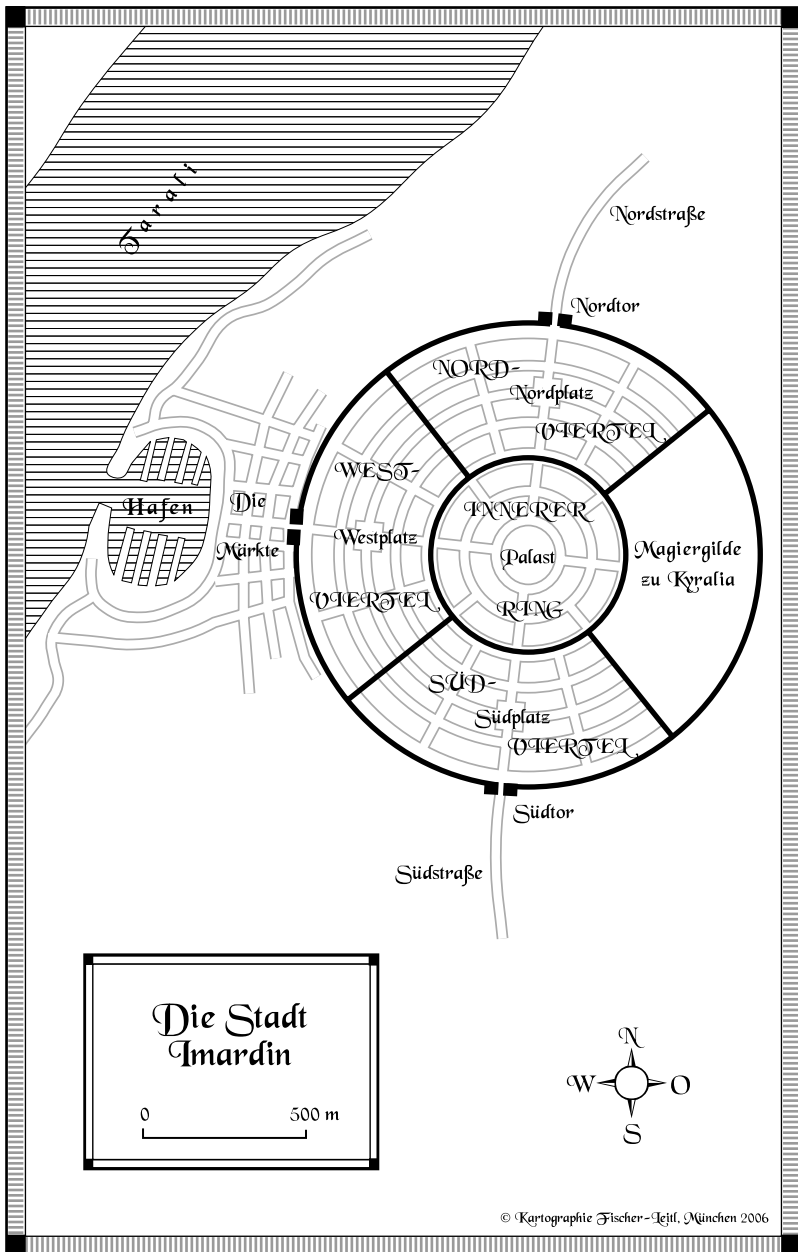 Tarali
Nordstraße
Nordtor
NORD-
Nordplatz
VIERTEL
WEST-
Hafen
Die
Märkte
Westplatz
VIERTEL
INNERER
Palast
RING
Magiergilde
zu Kyralia
SÜD-
Südplatz
VIERTEL
Südtor
Südstraße
Die Stadt
Imardin
0 500 m
N
W O
S
© Kartographie Fischer-Leitl, München 2006